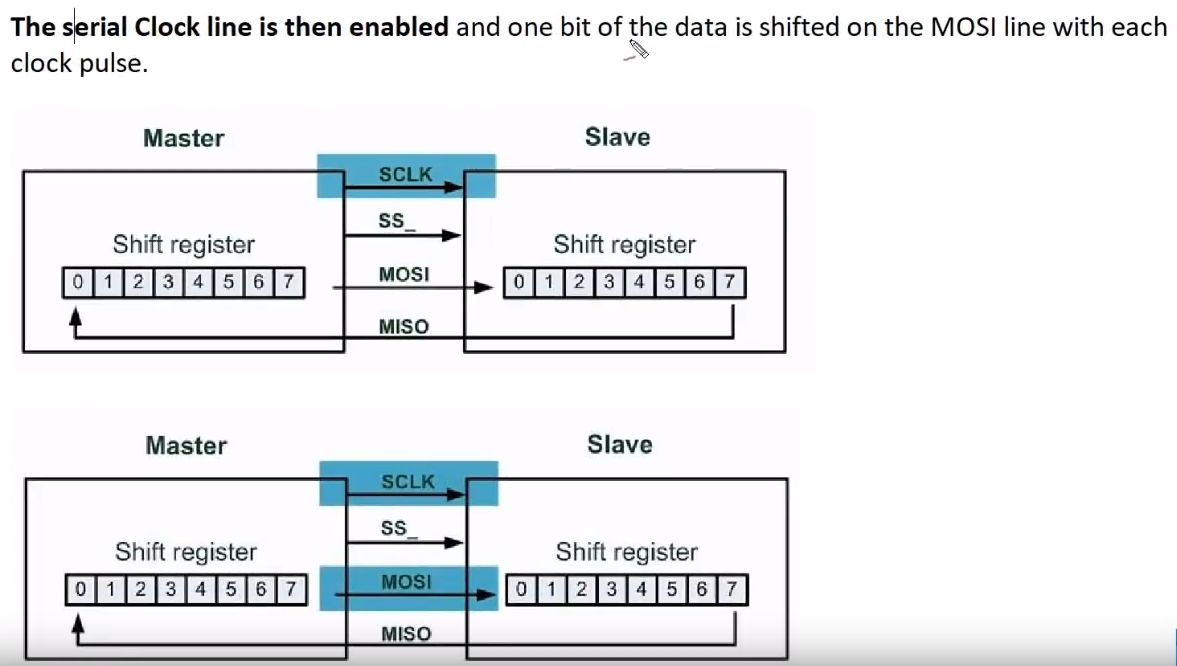 The serial Clock line is then enabled and one bit of the data is shifted on the MOSI line with each
clock pulse.
Master
Slave
SCLK
SS_
Shift register
Shift register
0 1 2 3 4 5 6 7
MOSI
0 1 2 3 4 5 6 7
MISO
Master
Slave
SCLK
SS_
Shift register
Shift register
0 1 2 3 4 5 6 7
MOSI
0 1 2 3 4 5 6 7
MISO